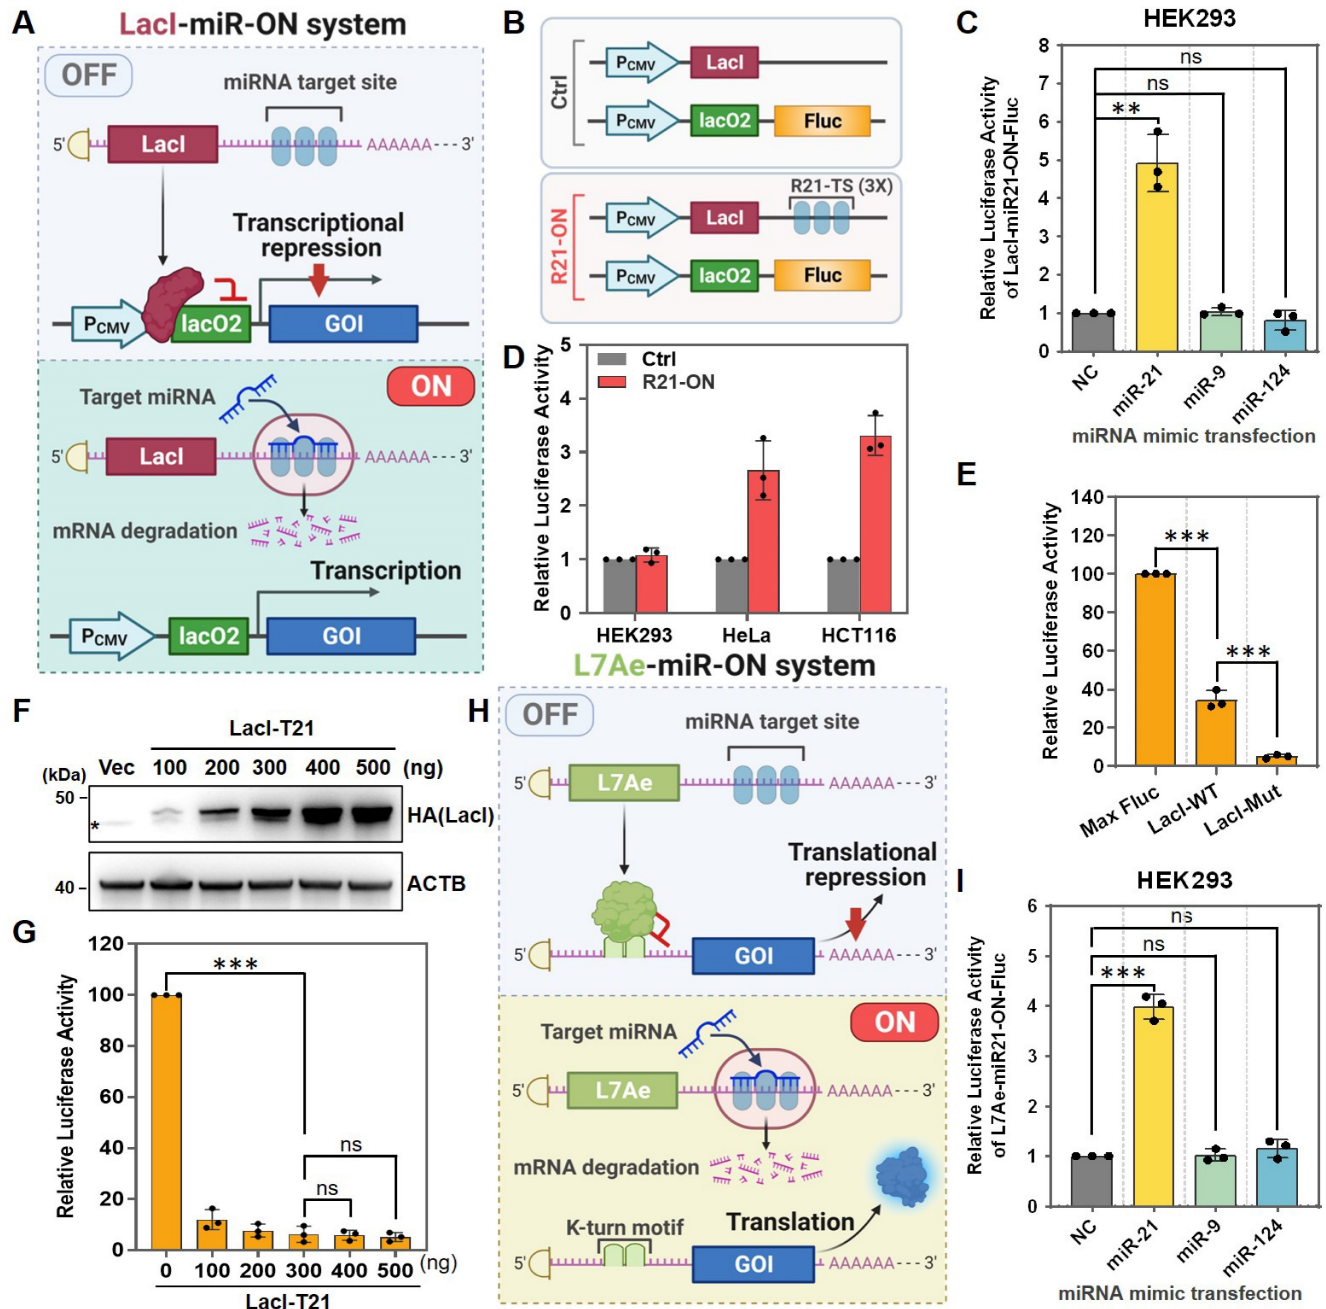 A
LacI-miR-ON system
OFF
miRNA target site
5'
LacI
AAAAAA
3'
Transcriptional
repression
PCMV
lacO2
GOI
ON
Target miRNA
5'
LacI
AAAAAA
3'
mRNA degradation
Transcription
PCMV
lacO2
GOI
B
Ctrl
PCMV
LacI
PCMV
lacO2
Fluc
R21-ON
R21-TS (3X)
PCMV
LacI
PCMV
lacO2
Fluc
C
HEK293
Relative Luciferase Activity
of LacI-miR21-ON-Fluc
8
7
6
5
4
3
2
1
0
ns
ns
**
NC
miR-21
miR-9
miR-124
miRNA mimic transfection
D
Relative Luciferase Activity
5
4
3
2
1
0
Ctrl
R21-ON
HEK293
HeLa
HCT116
E
Relative Luciferase Activity
140
120
100
80
60
40
20
0
***
***
Max Fluc
LacI-WT
LacI-Mut
F
LacI-T21
(kDa)
Vec
100
200
300
400
500
(ng)
50
*
HA(LacI)
40
ACTB
G
Relative Luciferase Activity
120
100
80
60
40
20
0
***
ns
ns
0
100
200
300
400
500
(ng)
LacI-T21
H
L7Ae-miR-ON system
OFF
miRNA target site
5'
L7Ae
AAAAAA
3'
Translational
repression
5'
GOI
AAAAAA
3'
ON
Target miRNA
5'
L7Ae
AAAAAA
3'
mRNA degradation
K-turn motif
Translation
5'
GOI
AAAAAA
3'
I
HEK293
Relative Luciferase Activity
of L7Ae-miR21-ON-Fluc
6
5
4
3
2
1
0
ns
ns
***
NC
miR-21
miR-9
miR-124
miRNA mimic transfection